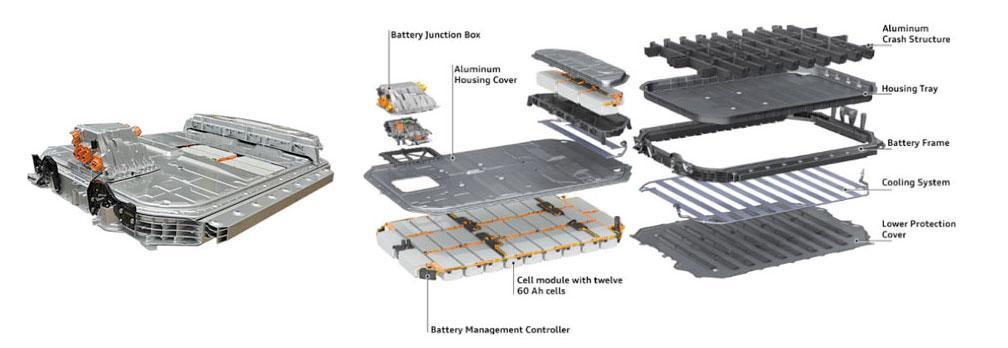 Battery Junction Box
Aluminum
Housing Cover
Cell module with twelve
60 Ah cells
Battery Management Controller
Aluminum
Crash Structure
Housing Tray
Battery Frame
Cooling System
Lower Protection
Cover